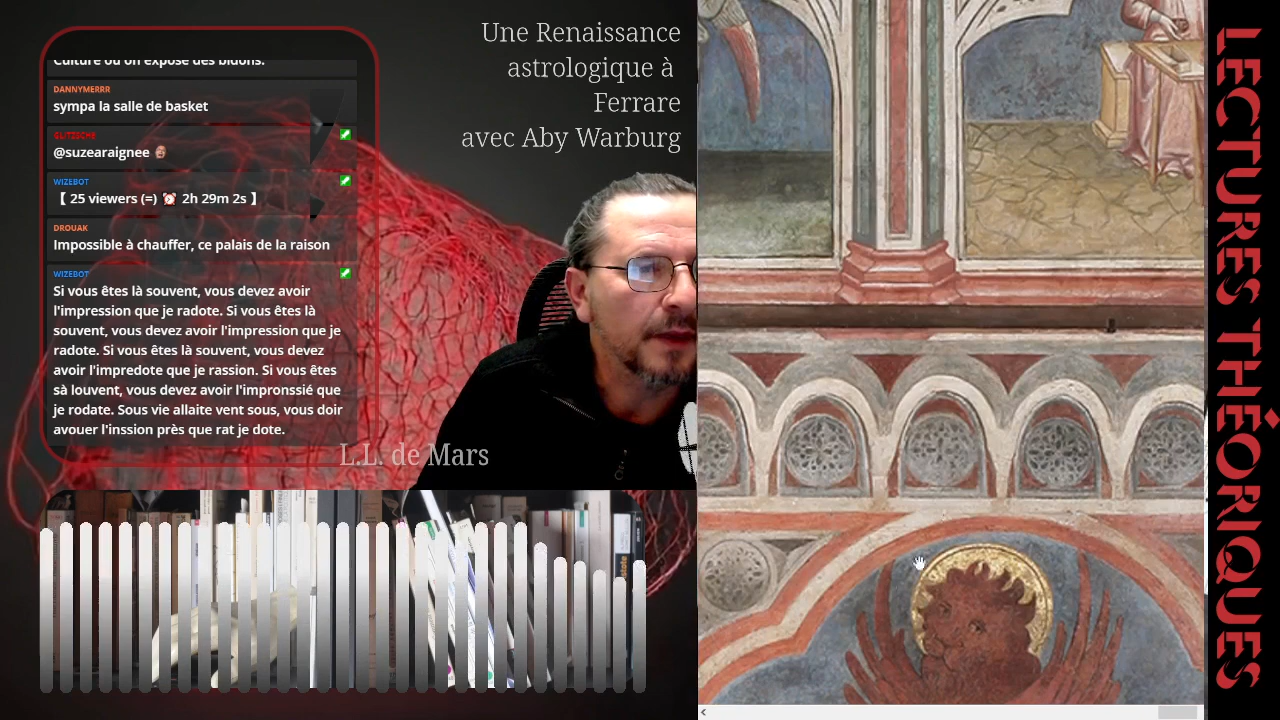 Culture où on expose des bidons.
DANNYMERRR
sympa la salle de basket
GLITZSCHE
@suzearaignee
WIZEBOT
【 25 viewers (=) ⏰ 2h 29m 2s 】
DROUAK
Impossible à chauffer, ce palais de la raison
WIZEBOT
Si vous êtes là souvent, vous devez avoir
l'impression que je radote. Si vous êtes là
souvent, vous devez avoir l'impression que je
radote. Si vous êtes là souvent, vous devez
avoir l'impredote que je rassion. Si vous êtes
sà louvent, vous devez avoir l'impronssié que
je rodate. Sous vie allaite vent sous, vous doir
avouer l'inssion près que rat je dote.
Une Renaissance
astrologique à
Ferrare
avec Aby Warburg
L.L. de Mars
LECTURES THÉORIQUES